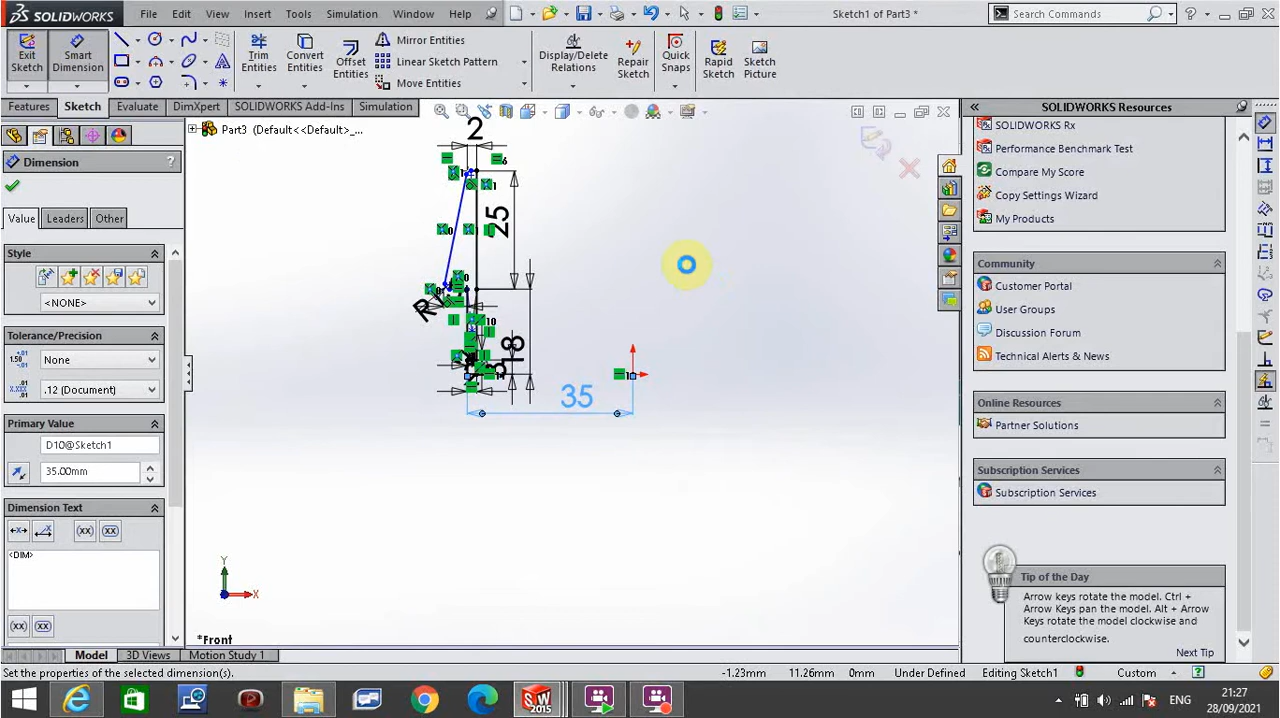 SOLIDWORKS File Edit View Insert Tools Simulation Window Help Sketch1 of Part3 * Search Commands ?
Exit Sketch Smart Dimension Trim Entities Convert Entities Offset Entities Mirror Entities Linear Sketch Pattern Move Entities Display/Delete Relations Repair Sketch Quick Snaps Rapid Sketch Sketch Picture
Features Sketch Evaluate DimXpert SOLIDWORKS Add-Ins Simulation
SOLIDWORKS Resources
Part3 (Default<<Default>_...
SOLIDWORKS Rx
Performance Benchmark Test
Compare My Score
Copy Settings Wizard
My Products
Community
Customer Portal
User Groups
Discussion Forum
Technical Alerts & News
Online Resources
Partner Solutions
Subscription Services
Subscription Services
Tip of the Day
Arrow keys rotate the model. Ctrl +
Arrow Keys pan the model. Alt + Arrow
Keys rotate the model clockwise and
counterclockwise.
Next Tip
Dimension ?
Value Leaders Other
Style
<NONE>
Tolerance/Precision
None
.12 (Document)
Primary Value
D10@Sketch1
35.00mm
Dimension Text
(xx) (xx)
<DIM>
(xx) (xx)
2
25
18
35
Y
X
*Front
Model 3D Views Motion Study 1
Set the properties of the selected dimension(s). -1.23mm 11.26mm 0mm Under Defined Editing Sketch1 Custom
SW 2015
ENG
21:27
28/09/2021